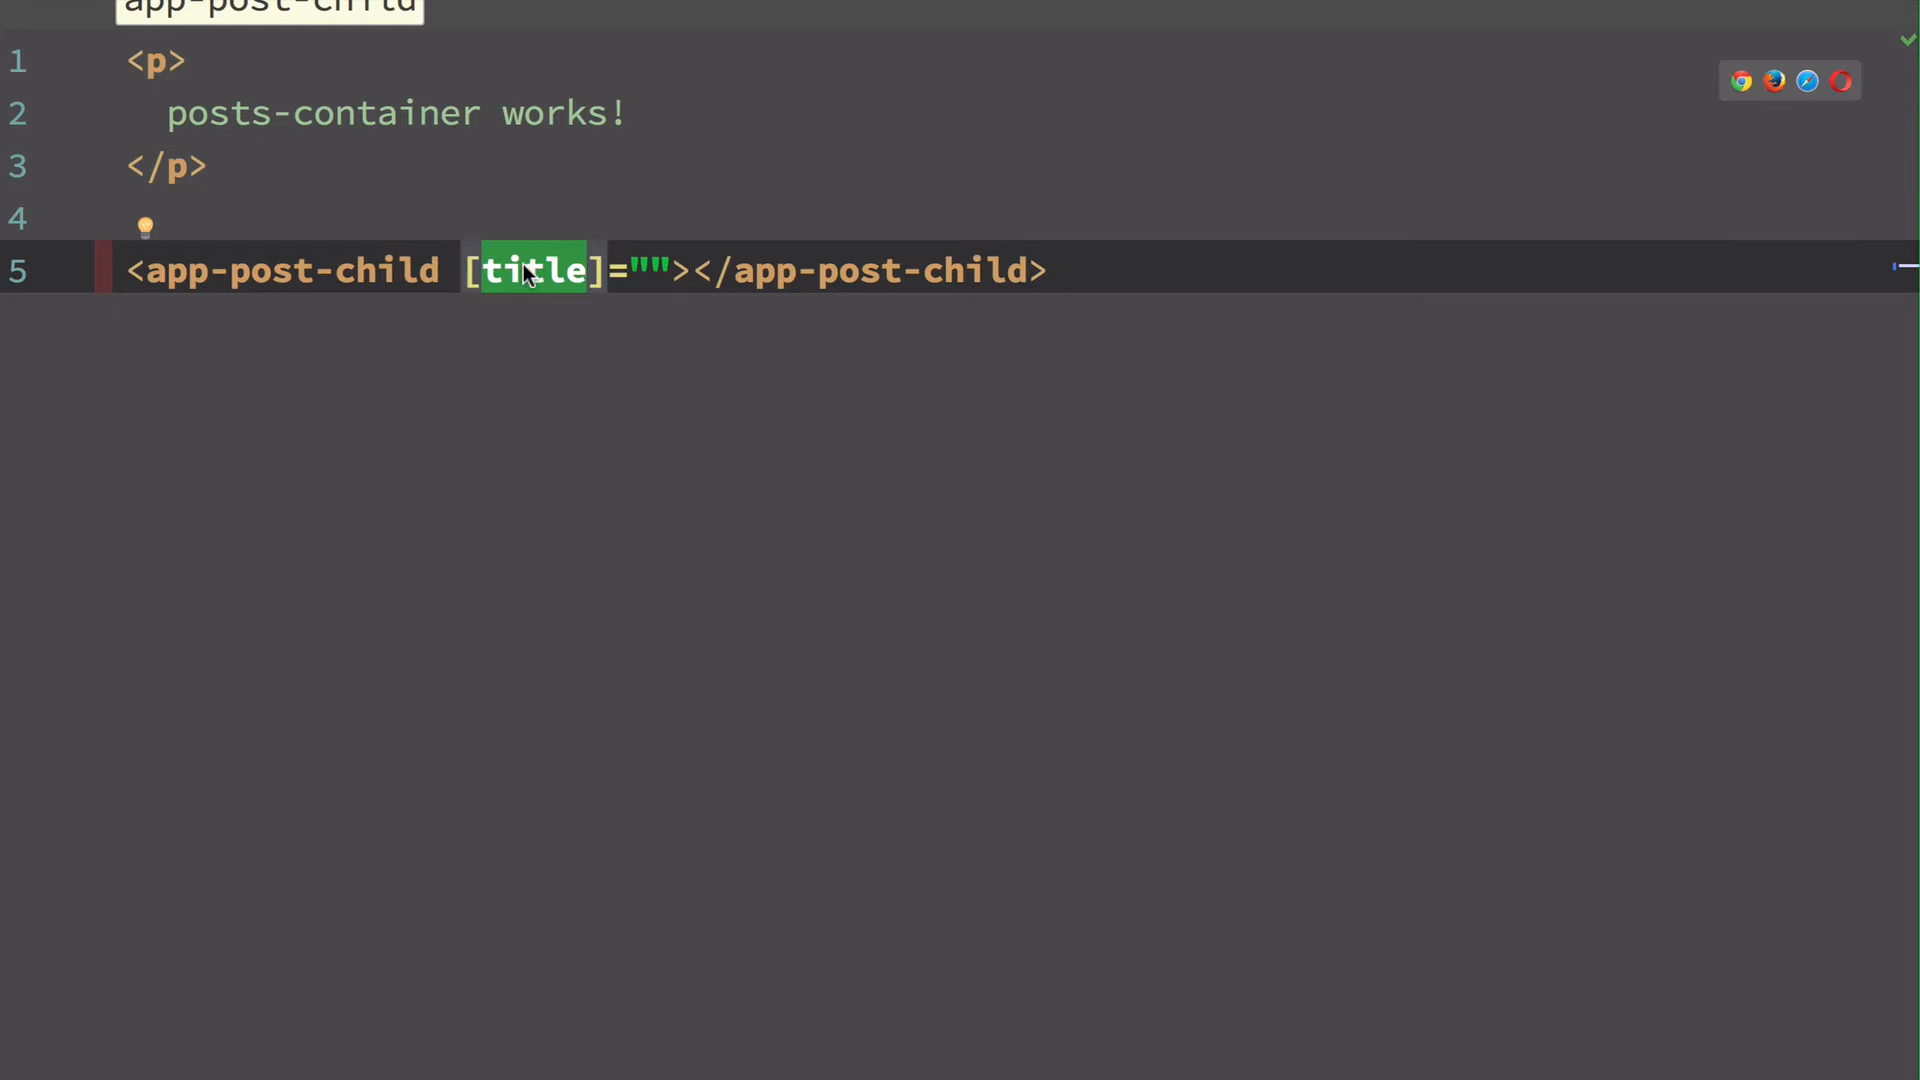 app-post-child
1 <p>
2 posts-container works!
3 </p>
4
5 <app-post-child [title]=""></app-post-child>